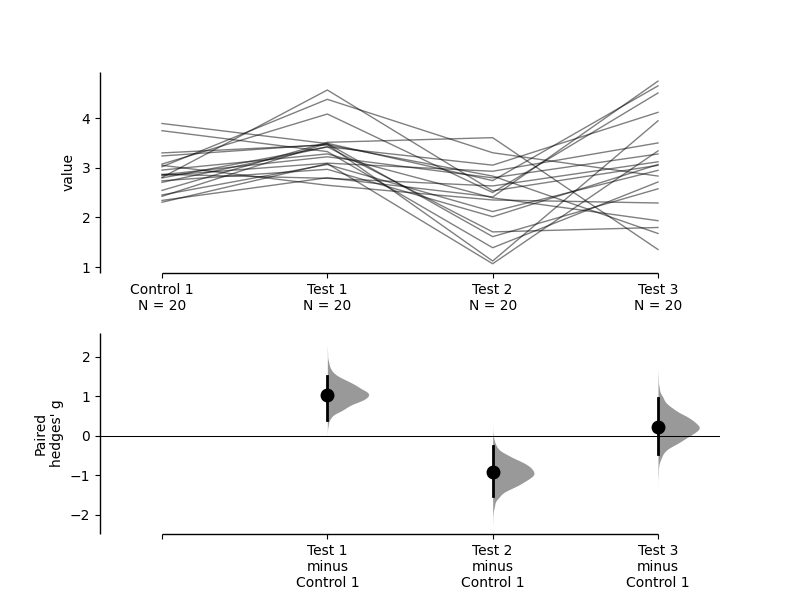 4
3
2
1
value
Control 1
N = 20
Test 1
N = 20
Test 2
N = 20
Test 3
N = 20
2
1
0
−1
−2
Paired
hedges' g
Test 1
minus
Control 1
Test 2
minus
Control 1
Test 3
minus
Control 1